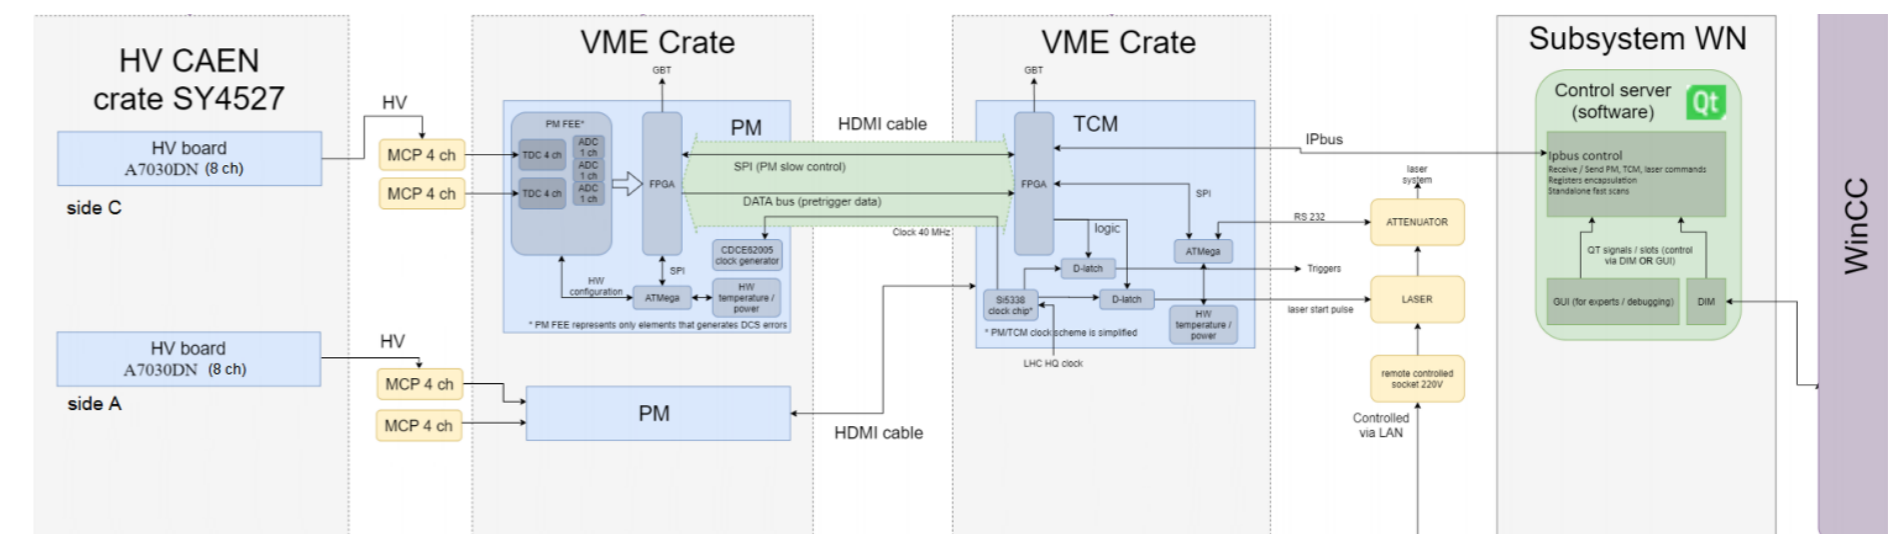 HV CAEN
crate SY4527
HV board
A7030DN (8 ch)
side C
HV board
A7030DN (8 ch)
side A
HV
MCP 4 ch
MCP 4 ch
HV
MCP 4 ch
MCP 4 ch
VME Crate
GBT
PM FEE*
TDC 4 ch
TDC 4 ch
ADC
1 ch
ADC
1 ch
ADC
1 ch
FPGA
PM
CDCE62005
clock generator
SPI
HW
configuration
ATMega
HW
temperature /
power
* PM FEE represents only elements that generates DCS errors
PM
HDMI cable
SPI (PM slow control)
DATA bus (pretrigger data)
Clock 40 MHz
HDMI cable
VME Crate
GBT
TCM
FPGA
SPI
logic
ATMega
D-latch
D-latch
Si5338
clock chip*
HW
temperature /
power
* PM/TCM clock scheme is simplified
LHC HQ clock
IPbus
laser
system
RS 232
ATTENUATOR
Triggers
LASER
laser start pulse
remote controlled
socket 220V
Controlled
via LAN
Subsystem WN
Control server
(software)
Qt
Ipbus control
Receive / Send PM, TCM, laser commands
Registers encapsulation
Standalone fast scans
QT signals / slots (control
via DIM OR GUI)
GUI (for experts / debugging)
DIM
WinCC